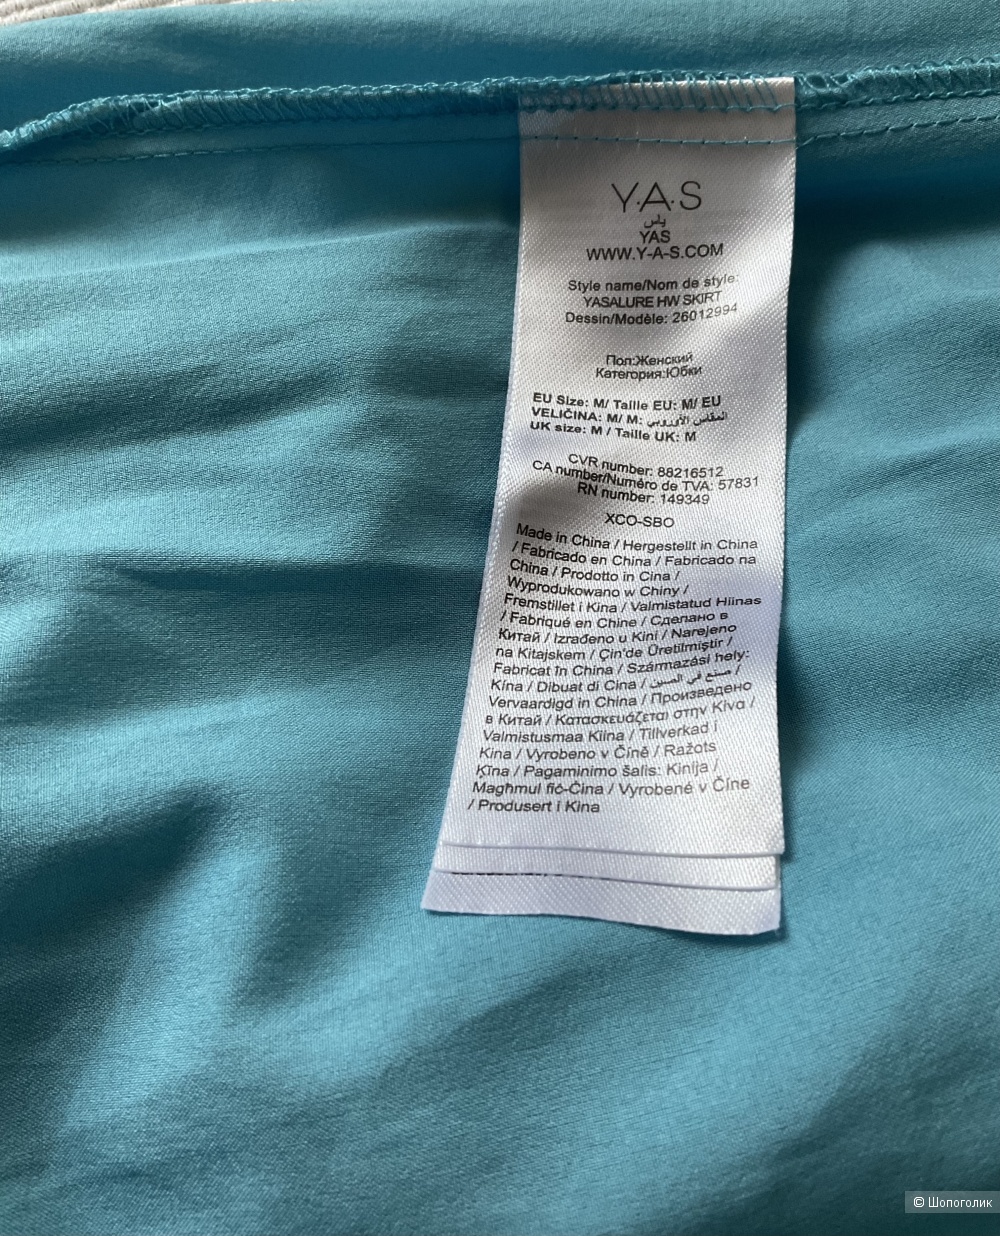 Y.A.S
ياس
YAS
WWW.Y-A-S.COM
Style name/Nom de style:
YASALURE HW SKIRT
Dessin/Modèle: 26012994
Пол:Женский
Категория:Юбки
EU Size: M/ Taille EU: M/ EU
VELIČINA: M/ M: المقاس الأوروبي
UK size: M / Taille UK: M
CVR number: 88216512
CA number/Numéro de TVA: 57831
RN number: 149349
XCO-SBO
Made in China / Hergestellt in China
/ Fabricado en China / Fabricado na
China / Prodotto in Cina /
Wyprodukowano w Chiny /
Fremstillet i Kina / Valmistatud Hiinas
/ Fabriqué en Chine / Сделано в
Китай / Izrađeno u Kini / Narejeno
na Kitajskem / Çin'de Üretilmiştir /
Fabricat în China / Származási hely:
Kína / Dibuat di Cina / صنع في الصين /
Vervaardigd in China / Произведено
в Китай / Κατασκευάζεται στην Κίνα /
Valmistusmaa Kiina / Tillverkad i
Kina / Vyrobeno v Číně / Ražots
Ķīna / Pagaminimo šalis: Kinija /
Magħmul fiċ-Ċina / Vyrobené v Číne
/ Produsert i Kina
© Шопоголик